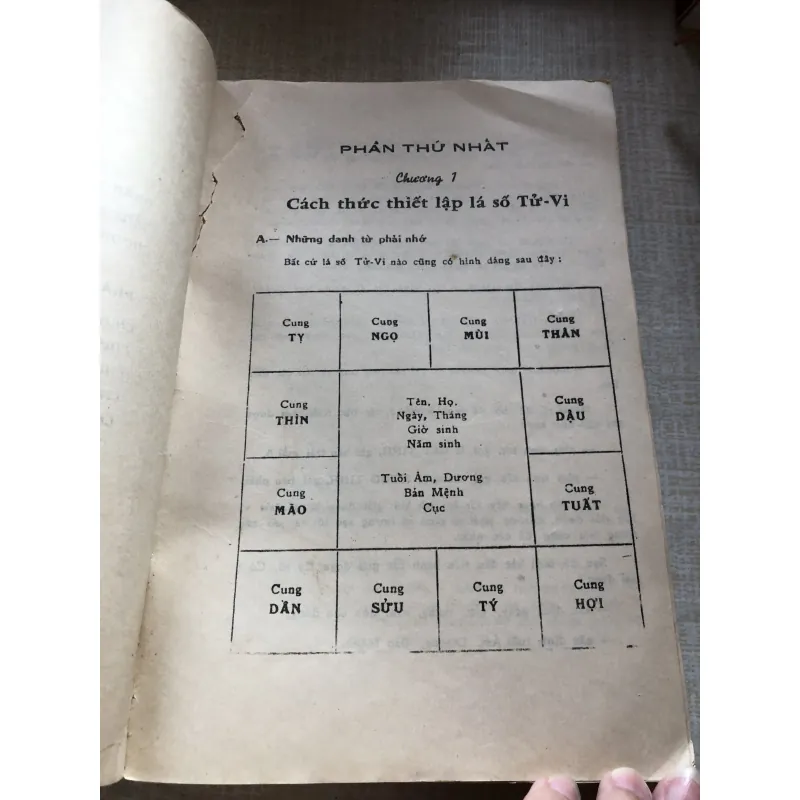 PHẦN THỨ NHẤT
Chương 1
Cách thức thiết lập lá số Tử-Vi
A.— Những danh từ phải nhớ
Bất cứ lá số Tử-Vi nào cũng có hình dáng sau đây :
Cung TỴ
Cung NGỌ
Cung MÙI
Cung THÂN
Cung THÌN
Tên, Họ.
Ngày, Tháng
Giờ sinh
Năm sinh
Cung DẬU
Cung MÃO
Tuổi Âm, Dương
Bản Mệnh
Cục
Cung TUẤT
Cung DẦN
Cung SỬU
Cung TÝ
Cung HỢI